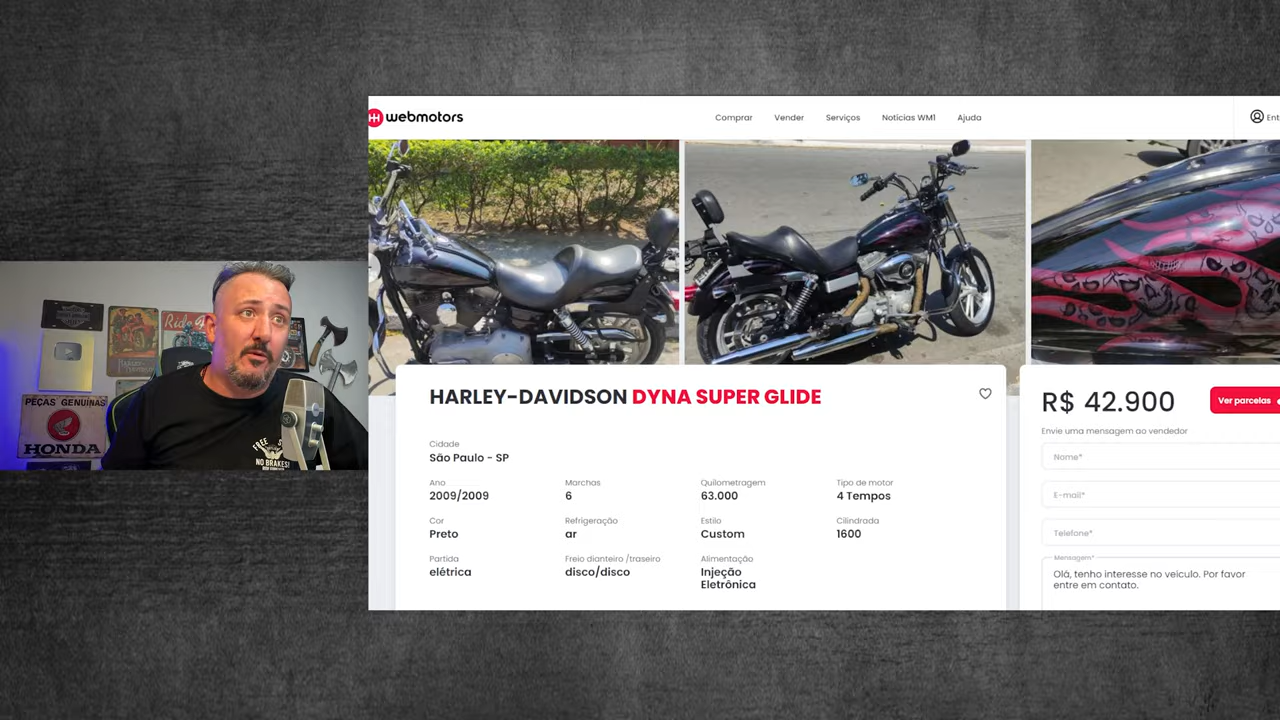 webmotors
Comprar
Vender
Serviços
Notícias WM1
Ajuda
HARLEY-DAVIDSON DYNA SUPER GLIDE
Cidade
São Paulo - SP
Ano
2009/2009
Marchas
6
Quilometragem
63.000
Tipo de motor
4 Tempos
Cor
Preto
Refrigeração
ar
Estilo
Custom
Cilindrada
1600
Partida
elétrica
Freio dianteiro /traseiro
disco/disco
Alimentação
Injeção
Eletrônica
R$ 42.900
Ver parcelas
Envie uma mensagem ao vendedor
Nome*
E-mail*
Telefone*
Mensagem*
Olá, tenho interesse no veículo. Por favor
entre em contato.
PEÇAS GENUINAS
HONDA
NO BRAKES!